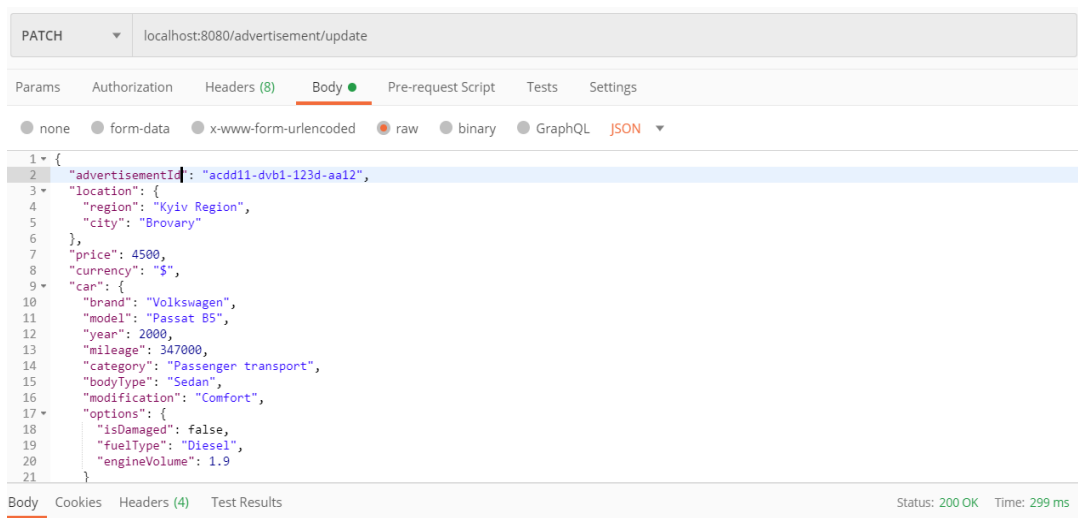 PATCH localhost:8080/advertisement/update
Params Authorization Headers (8) Body Pre-request Script Tests Settings
none form-data x-www-form-urlencoded raw binary GraphQL JSON
1 {
2 "advertisementId": "acdd11-dvb1-123d-aa12",
3 "location": {
4 "region": "Kyiv Region",
5 "city": "Brovary"
6 },
7 "price": 4500,
8 "currency": "$",
9 "car": {
10 "brand": "Volkswagen",
11 "model": "Passat B5",
12 "year": 2000,
13 "mileage": 347000,
14 "category": "Passenger transport",
15 "bodyType": "Sedan",
16 "modification": "Comfort",
17 "options": {
18 "isDamaged": false,
19 "fuelType": "Diesel",
20 "engineVolume": 1.9
21 }
Body Cookies Headers (4) Test Results Status: 200 OK Time: 299 ms